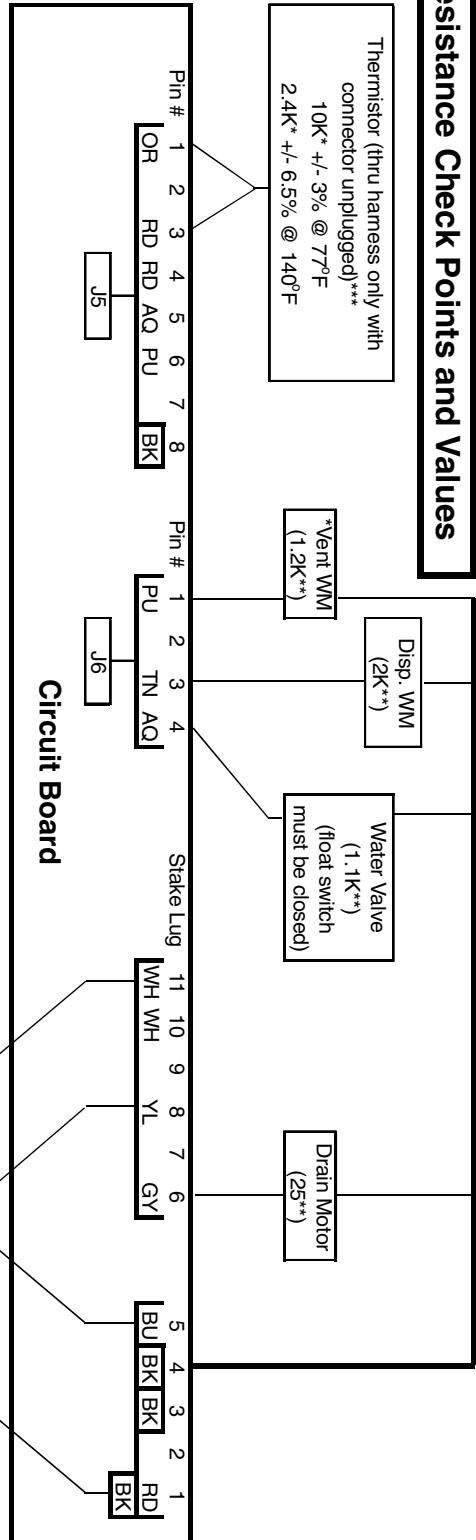 esistance Check Points and Values
Thermistor (thru harness only with
connector unplugged)***
10K* +/- 3% @ 77°F
2.4K* +/- 6.5% @ 140°F
*Vent WM
(1.2K**)
Disp. WM
(2K**)
Water Valve
(1.1K**)
(float switch
must be closed)
Drain Motor
(25**)
Pin # 1 2 3 4 5 6 7 8
OR RD RD AQ PU BK
J5
Pin # 1 2 3 4
PU TN AQ
J6
Stake Lug 11 10 9 8 7 6 5 4 3 2 1
WH WH YL GY BU BK BK RD
BK
Circuit Board